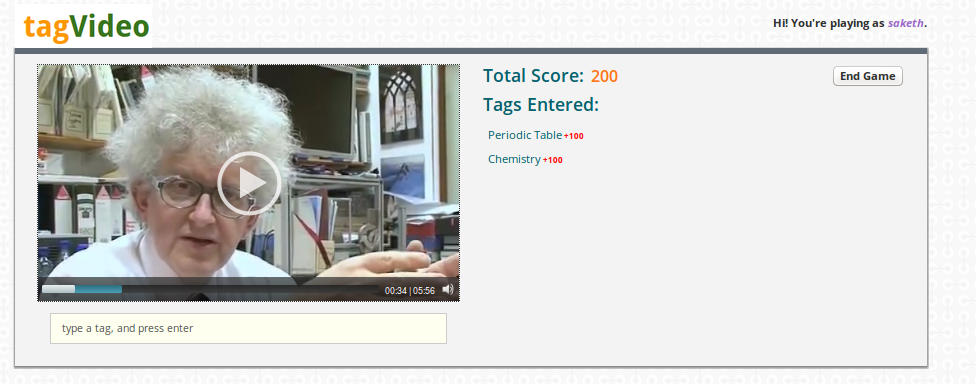 tagVideo
Hi! You're playing as saketh.
Total Score: 200
End Game
Tags Entered:
Periodic Table +100
Chemistry +100
00:34 | 05:56
type a tag, and press enter